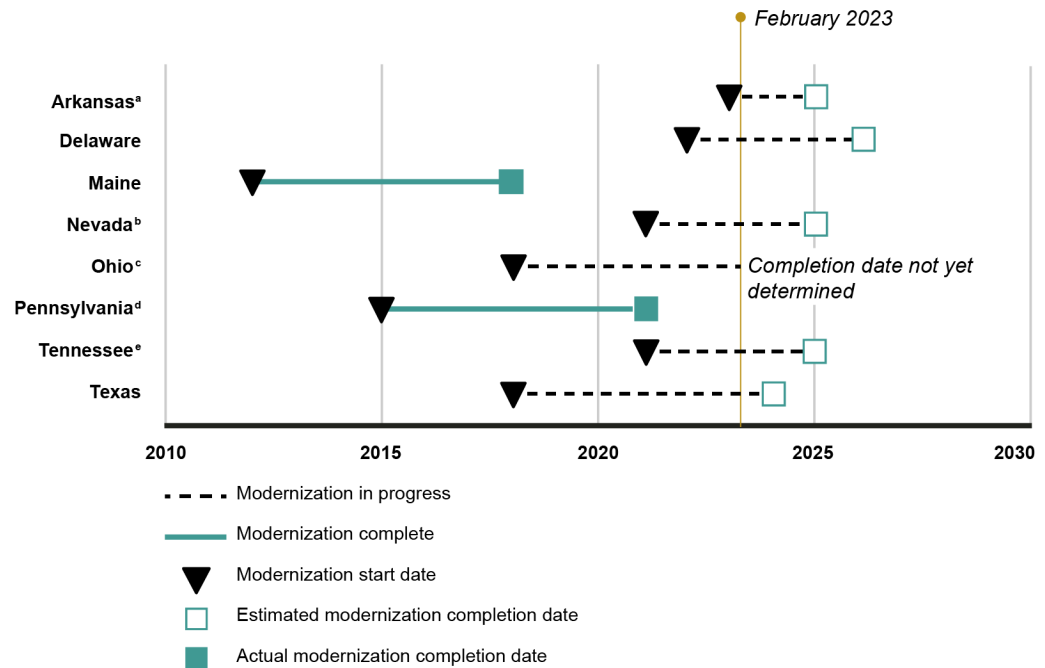 February 2023
Arkansasᵃ
Delaware
Maine
Nevadaᵇ
Ohioᶜ
Completion date not yet
determined
Pennsylvaniaᵈ
Tennesseeᵉ
Texas
2010 2015 2020 2025 2030
Modernization in progress
Modernization complete
Modernization start date
Estimated modernization completion date
Actual modernization completion date